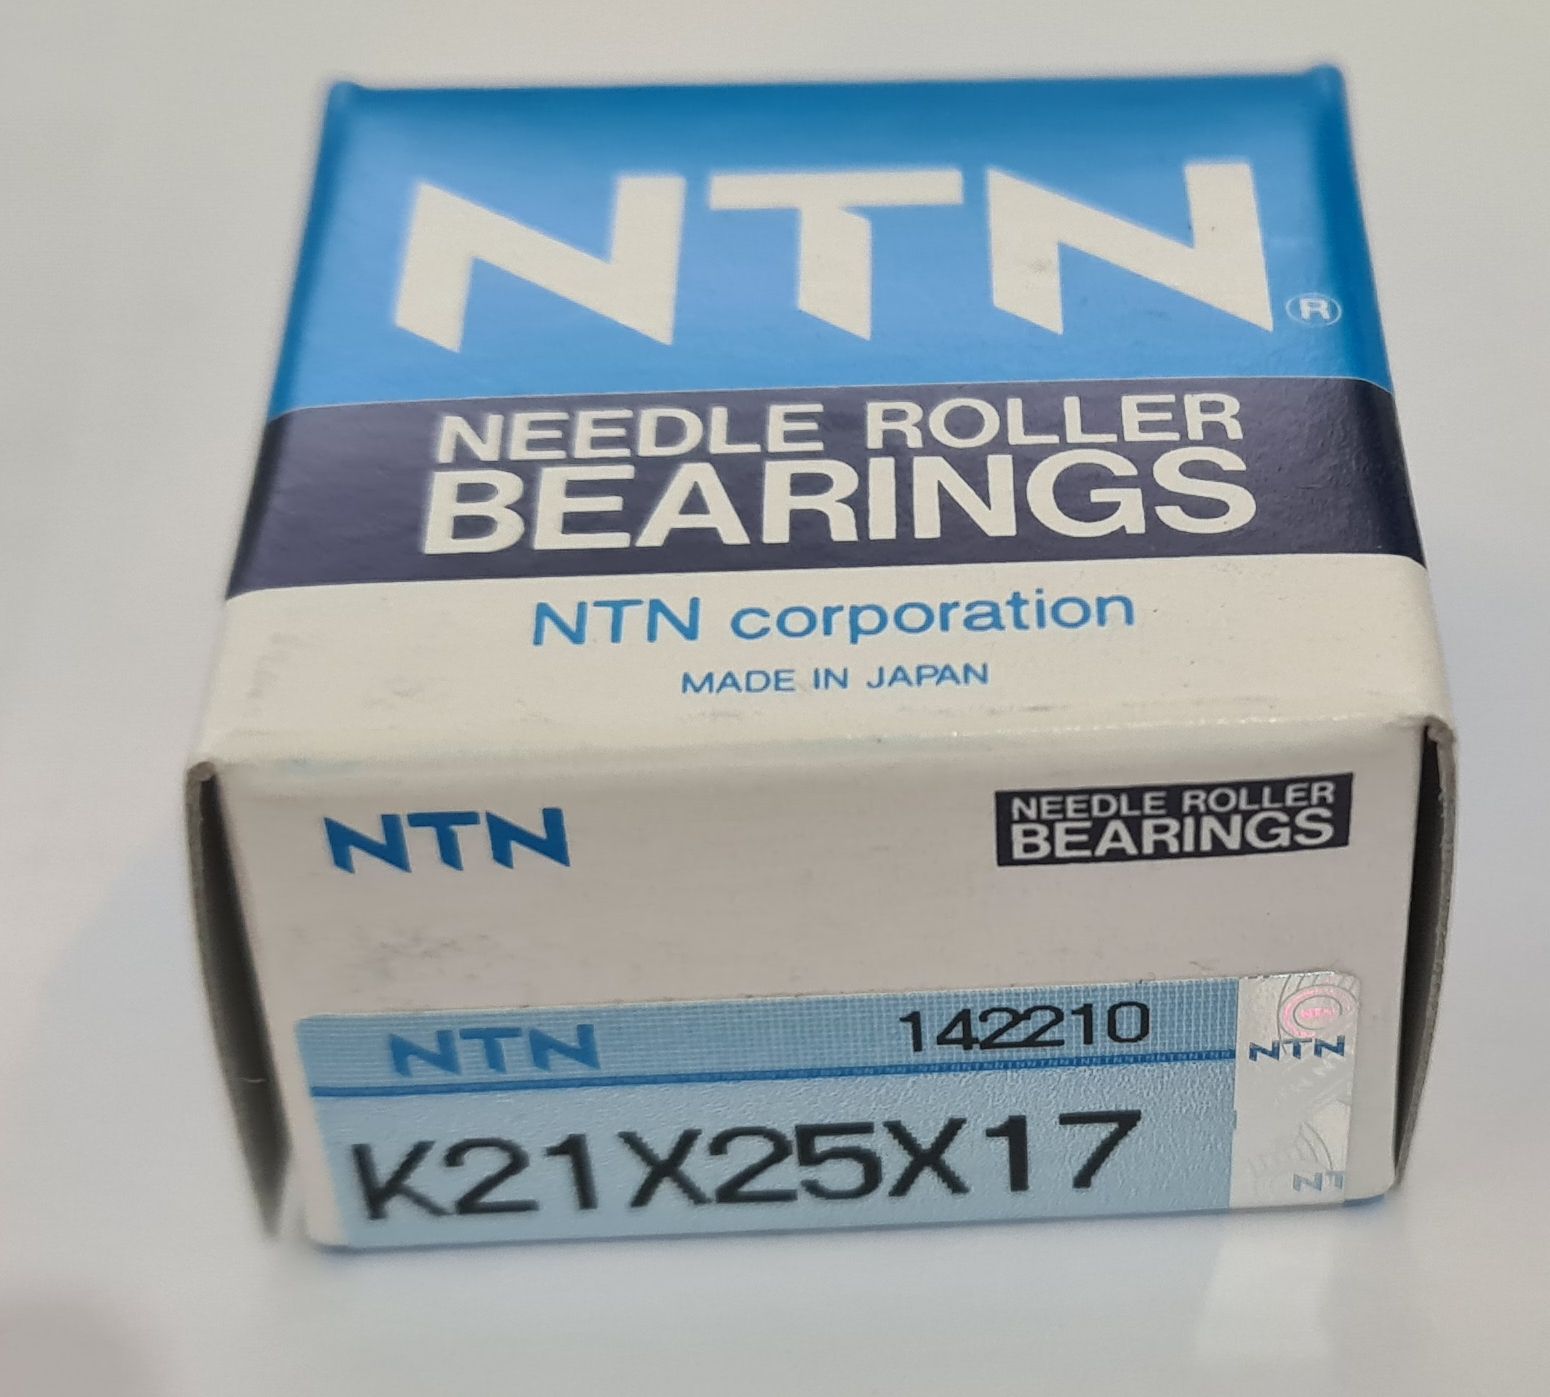 NTN®
NEEDLE ROLLER
BEARINGS
NTN corporation
MADE IN JAPAN
NTN
NEEDLE ROLLER
BEARINGS
NTN 142210
NTN
K21X25X17